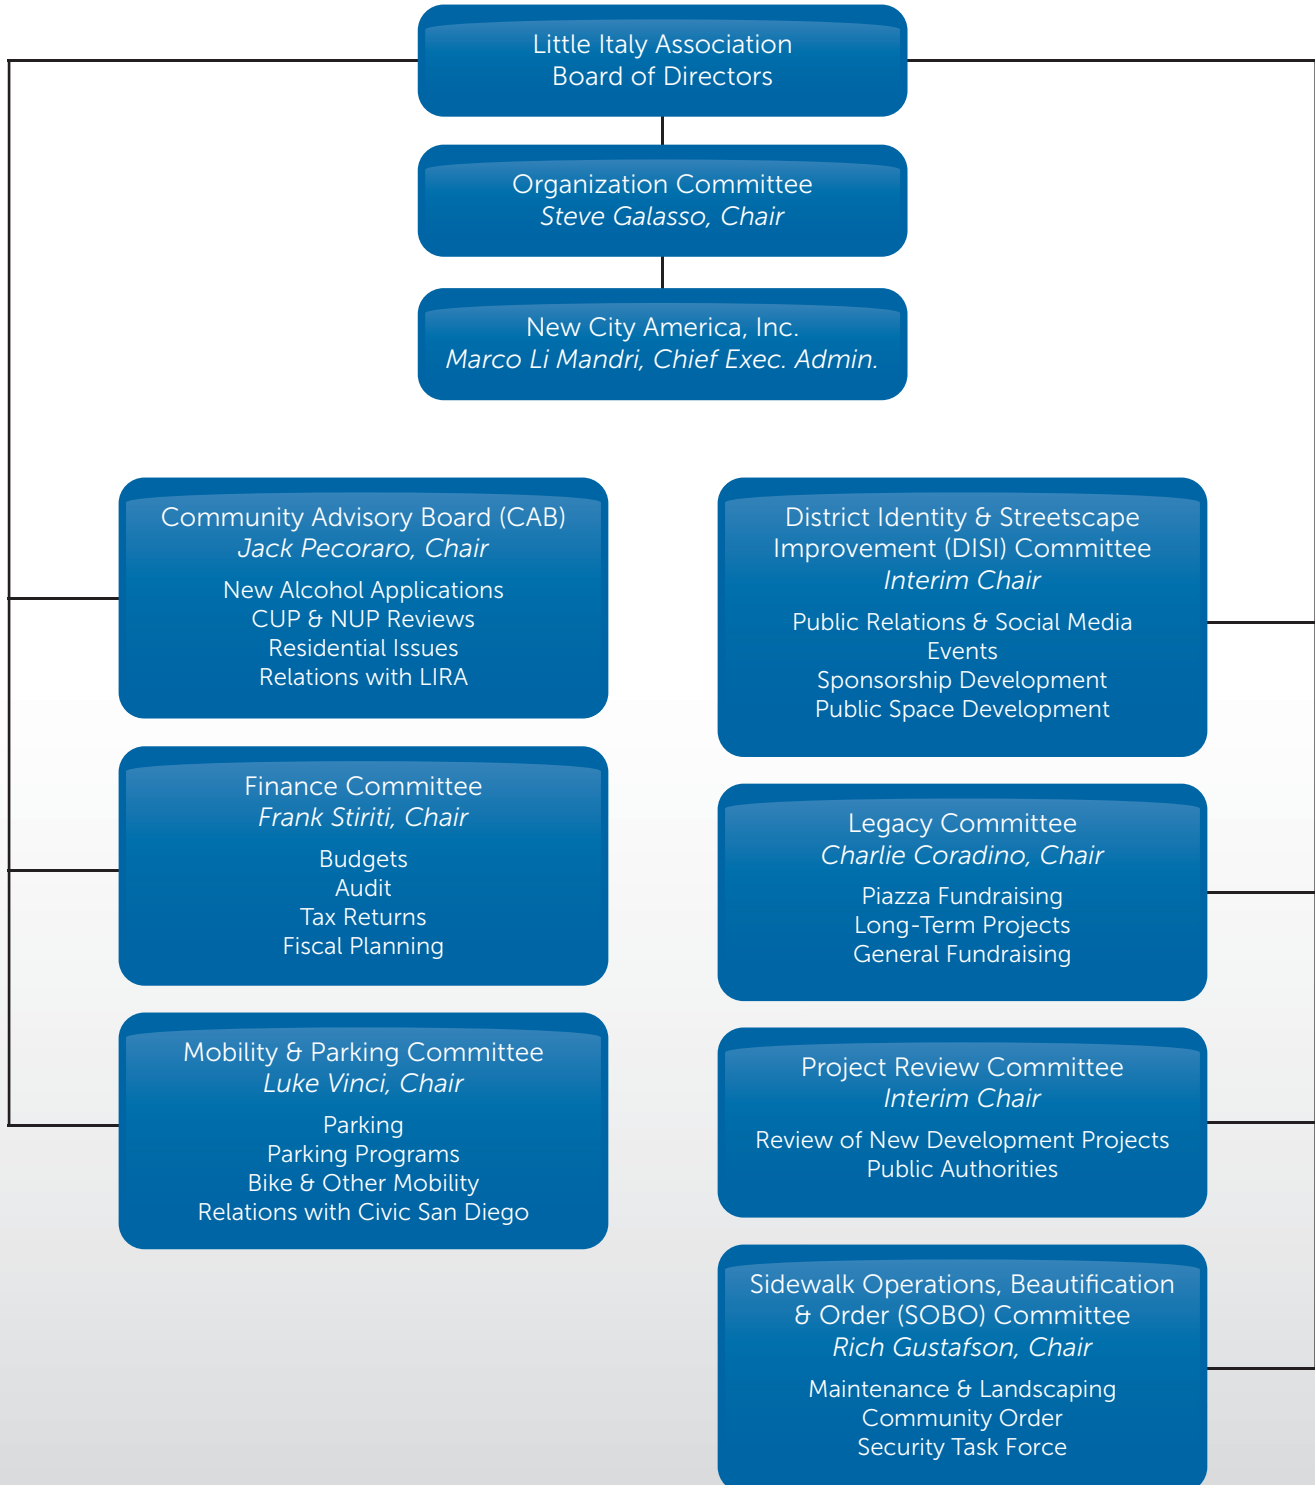 Little Italy Association
Board of Directors
Organization Committee
Steve Galasso, Chair
New City America, Inc.
Marco Li Mandri, Chief Exec. Admin.
Community Advisory Board (CAB)
Jack Pecoraro, Chair
New Alcohol Applications
CUP & NUP Reviews
Residential Issues
Relations with LIRA
Finance Committee
Frank Stiriti, Chair
Budgets
Audit
Tax Returns
Fiscal Planning
Mobility & Parking Committee
Luke Vinci, Chair
Parking
Parking Programs
Bike & Other Mobility
Relations with Civic San Diego
District Identity & Streetscape
Improvement (DISI) Committee
Interim Chair
Public Relations & Social Media
Events
Sponsorship Development
Public Space Development
Legacy Committee
Charlie Coradino, Chair
Piazza Fundraising
Long-Term Projects
General Fundraising
Project Review Committee
Interim Chair
Review of New Development Projects
Public Authorities
Sidewalk Operations, Beautification
& Order (SOBO) Committee
Rich Gustafson, Chair
Maintenance & Landscaping
Community Order
Security Task Force